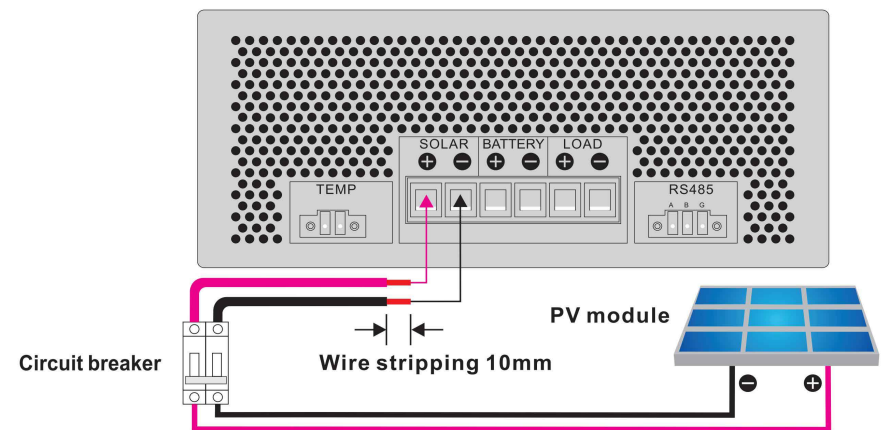 SOLAR BATTERY LOAD
+ − + − + −
TEMP
RS485
A B G
PV module
Circuit breaker
Wire stripping 10mm
− +